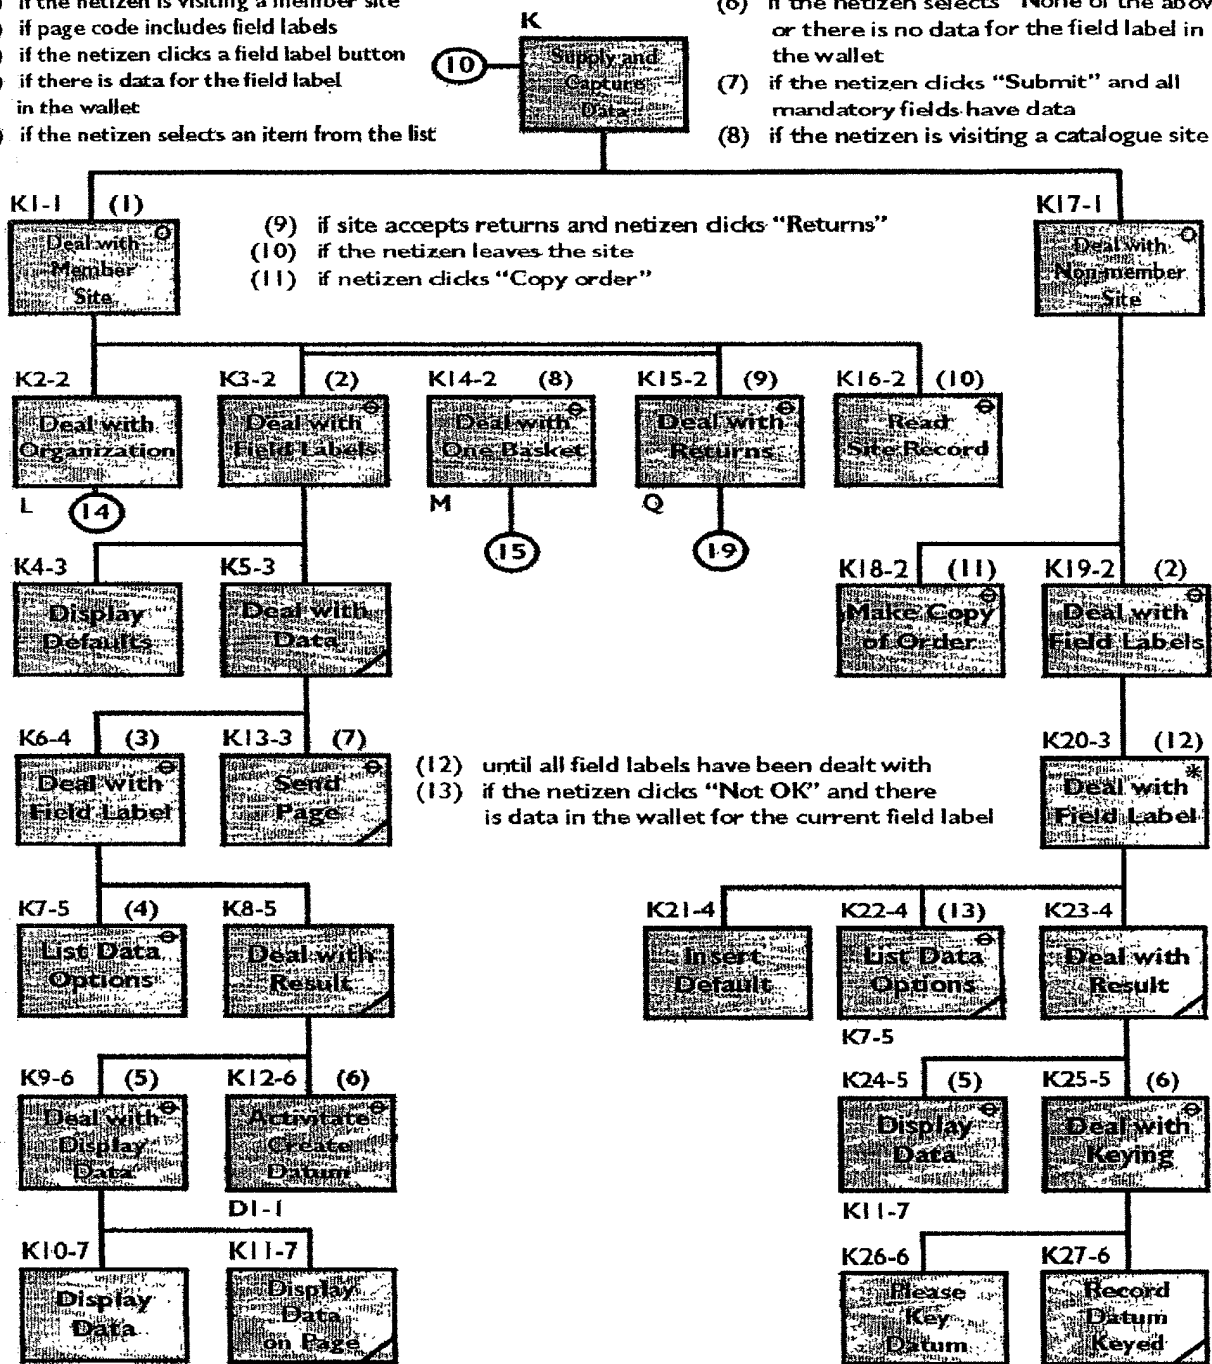 ) if the netizen is visiting a member site
) if page code includes field labels
) if the netizen clicks a field label button
) if there is data for the field label
in the wallet
) if the netizen selects an item from the list
K
10
Supply and
Capture
Data
(6) if the netizen selects "None of the abov
or there is no data for the field label in
the wallet
(7) if the netizen clicks "Submit" and all
mandatory fields have data
(8) if the netizen is visiting a catalogue site
K1-1 (1)
Deal with
Member
Site
(9) if site accepts returns and netizen clicks "Returns"
(10) if the netizen leaves the site
(11) if netizen clicks "Copy order"
K17-1
Deal with
Non-member
Site
K2-2
Deal with
Organization
L 14
K3-2 (2)
Deal with
Field Labels
K14-2 (8)
Deal with
One Basket
M
15
K15-2 (9)
Deal with
Returns
Q
19
K16-2 (10)
Read
Site Record
K4-3
Display
Defaults
K5-3
Deal with
Data
K18-2 (11)
Make Copy
of Order
K19-2 (2)
Deal with
Field Labels
K6-4 (3)
Deal with
Field Label
K13-3 (7)
Send
Page
(12) until all field labels have been dealt with
(13) if the netizen clicks "Not OK" and there
is data in the wallet for the current field label
K20-3 (12)
*
Deal with
Field Label
K7-5 (4)
List Data
Options
K8-5
Deal with
Result
K21-4
Insert
Default
K22-4 (13)
List Data
Options
K7-5
K23-4
Deal with
Result
K9-6 (5)
Deal with
Display
Data
K12-6 (6)
Activitate
Create
Datum
D1-1
K24-5 (5)
Display
Data
K11-7
K25-5 (6)
Deal with
Keying
K10-7
Display
Data
K11-7
Display
Data
on Page
K26-6
Please
Key
Datum
K27-6
Record
Datum
Keyed